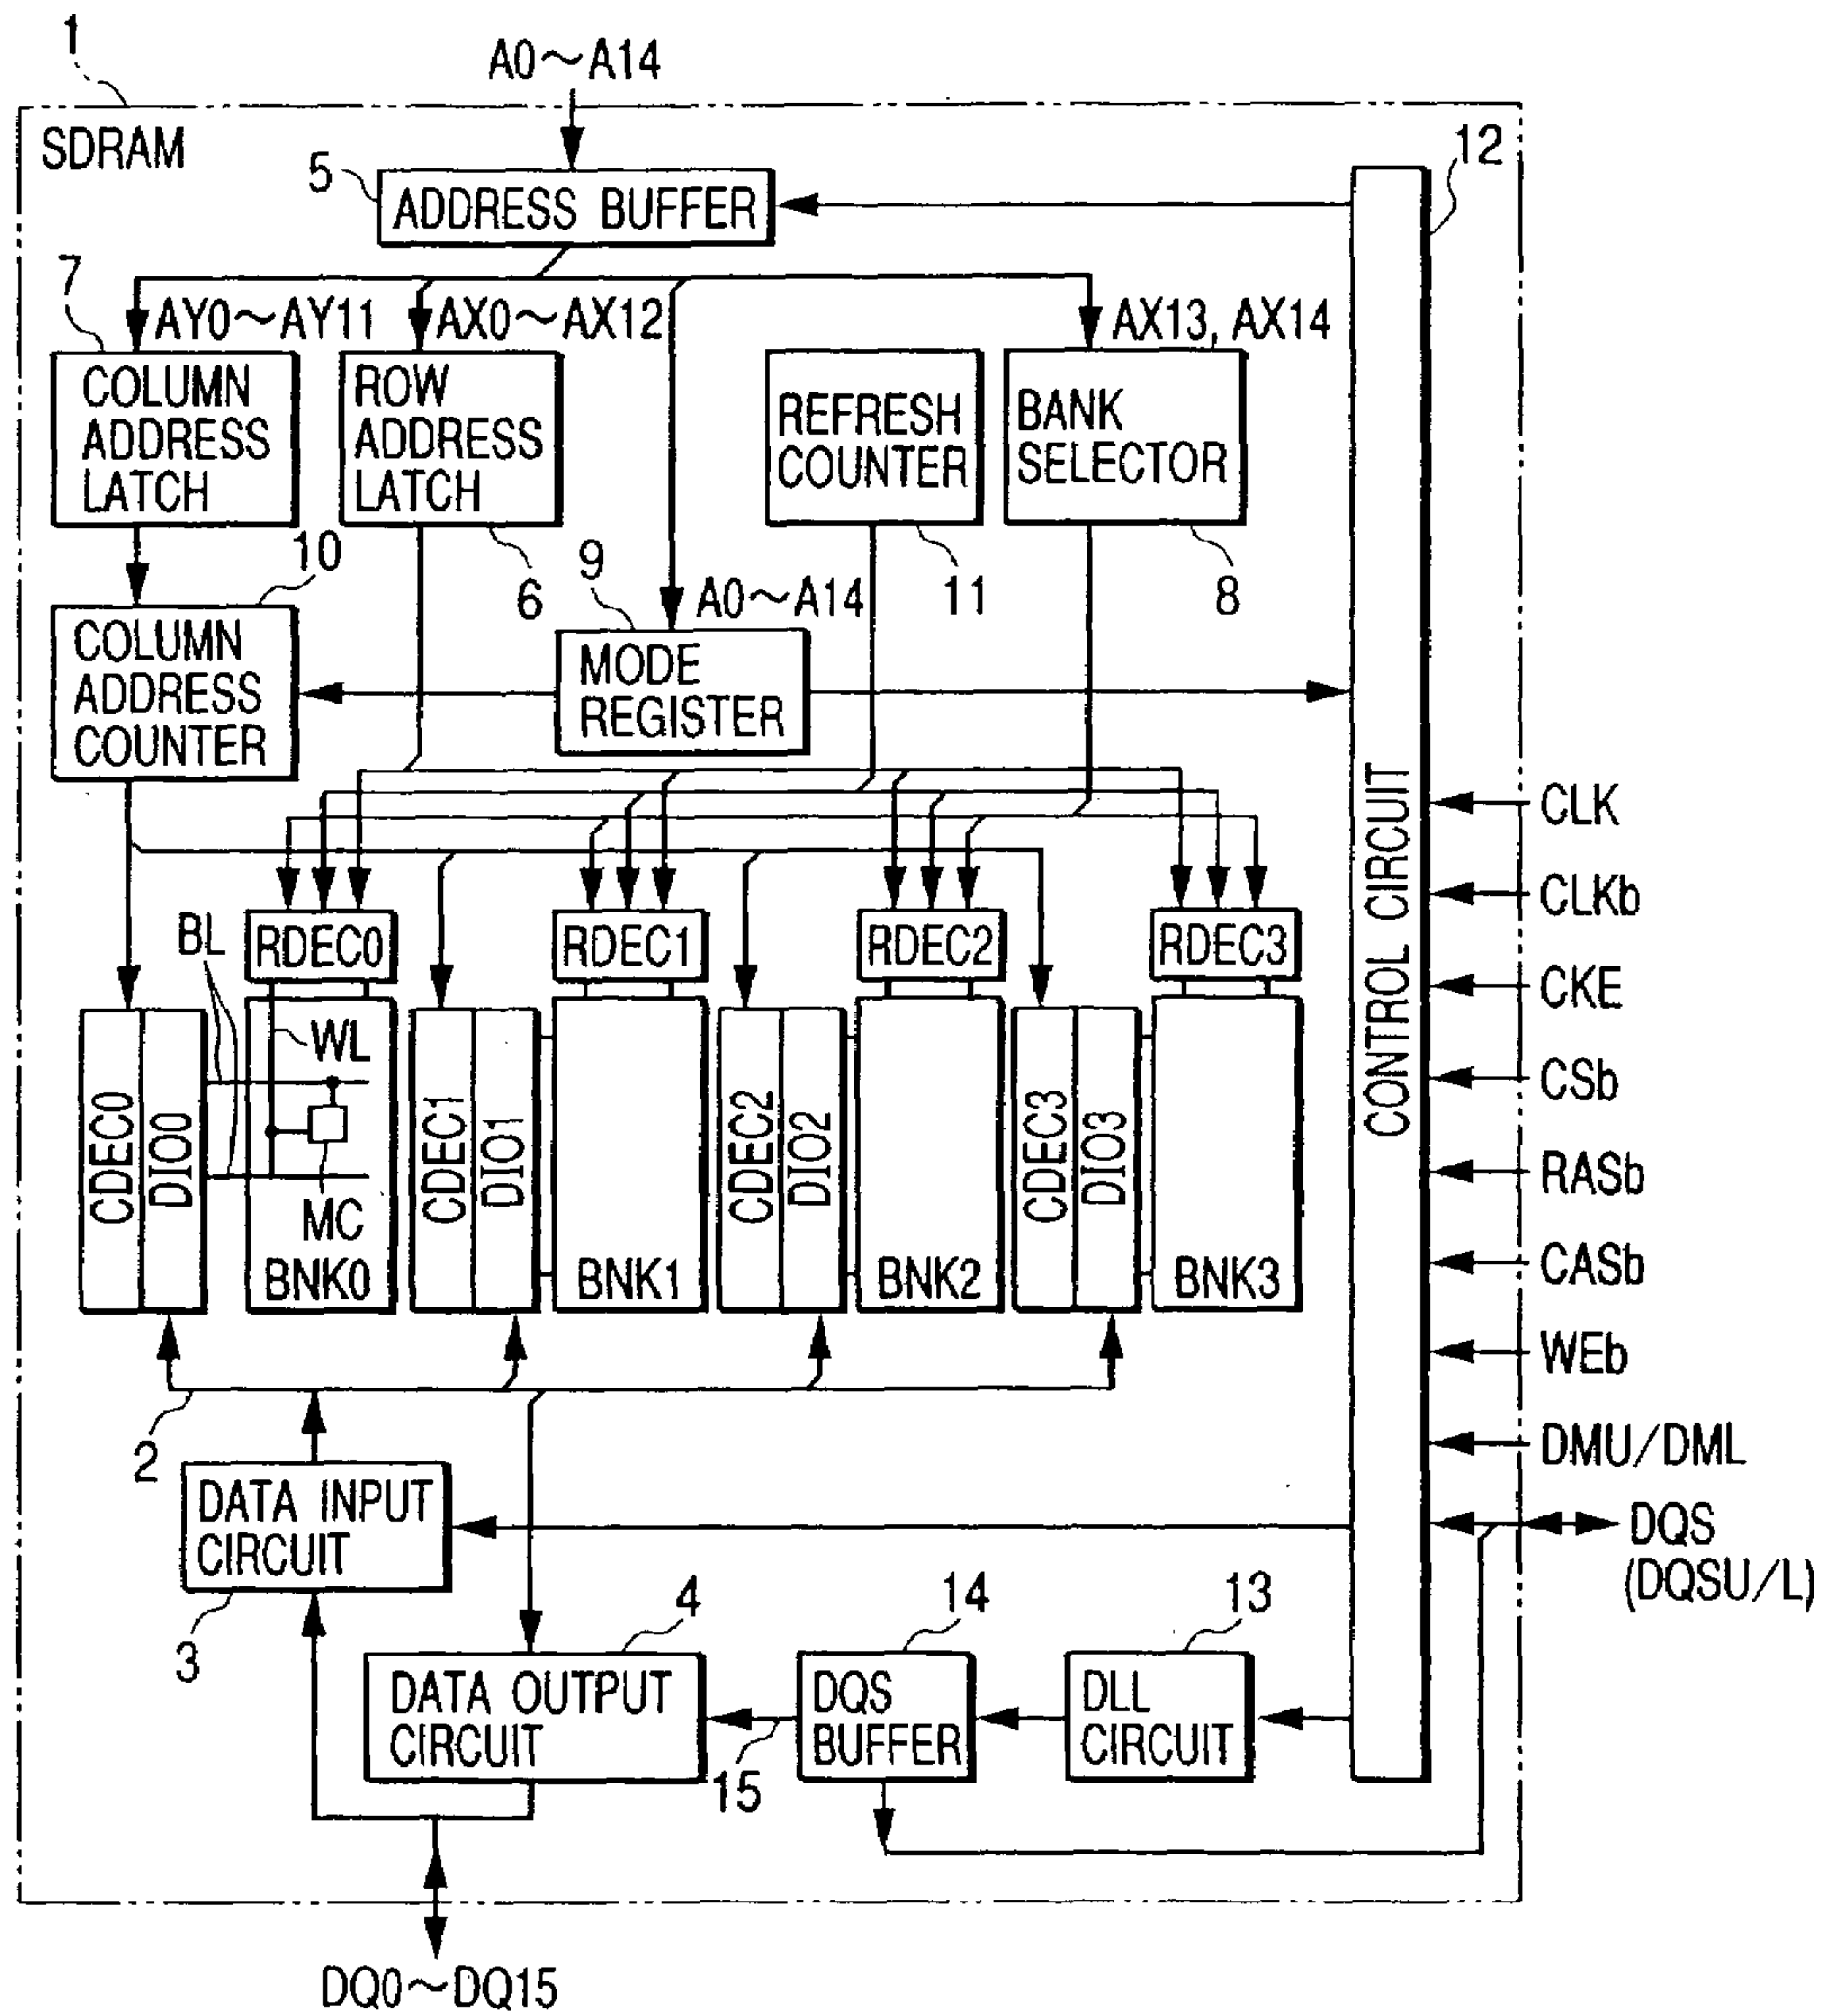 1
A0～A14
SDRAM
12
5
ADDRESS BUFFER
7
AY0～AY11
AX0～AX12
AX13, AX14
COLUMN
ADDRESS
LATCH
ROW
ADDRESS
LATCH
REFRESH
COUNTER
BANK
SELECTOR
10
6
9
A0～A14
11
8
COLUMN
ADDRESS
COUNTER
MODE
REGISTER
CONTROL CIRCUIT
CLK
CLKb
CKE
CSb
RASb
CASb
WEb
DMU/DML
DQS
(DQSU/L)
BL
RDEC0
RDEC1
RDEC2
RDEC3
WL
CDEC0
DIO0
MC
BNK0
CDEC1
DIO1
BNK1
CDEC2
DIO2
BNK2
CDEC3
DIO3
BNK3
2
DATA INPUT
CIRCUIT
3
4
14
13
DATA OUTPUT
CIRCUIT
15
DQS
BUFFER
DLL
CIRCUIT
DQ0～DQ15